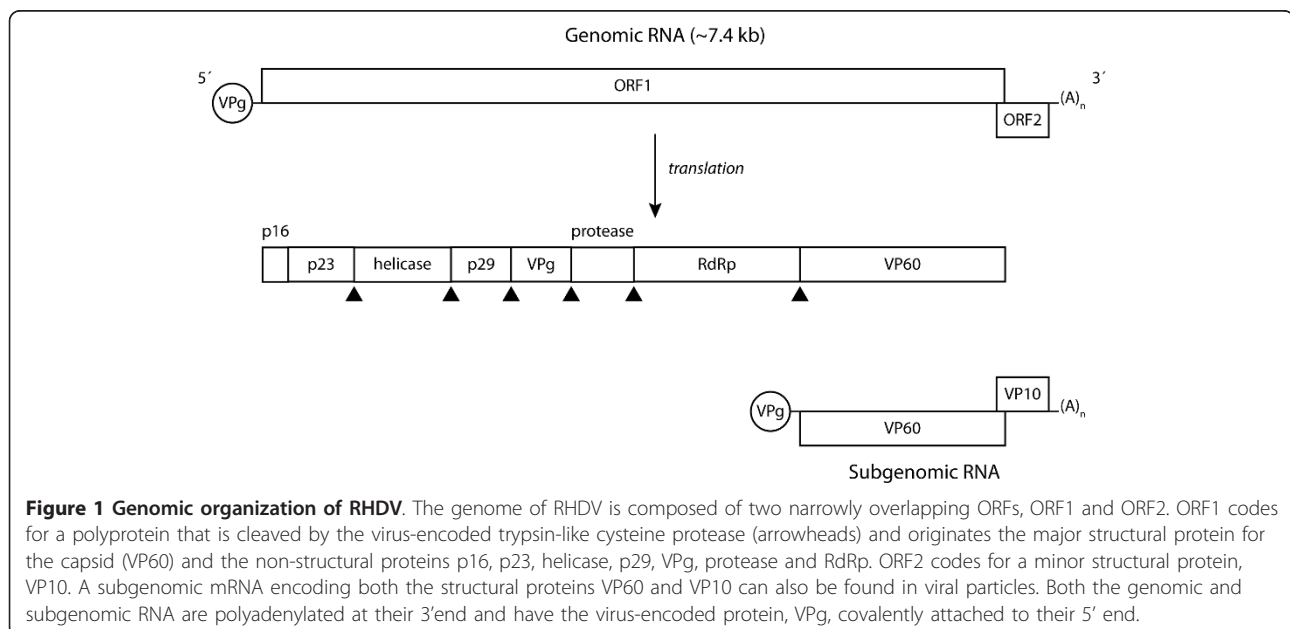 Genomic RNA (~7.4 kb)
5´
3´
VPg
ORF1
(A)n
ORF2
translation
p16
protease
p23
helicase
p29
VPg
RdRp
VP60
VP10
VPg
(A)n
VP60
Subgenomic RNA
Figure 1 Genomic organization of RHDV. The genome of RHDV is composed of two narrowly overlapping ORFs, ORF1 and ORF2. ORF1 codes
for a polyprotein that is cleaved by the virus-encoded trypsin-like cysteine protease (arrowheads) and originates the major structural protein for
the capsid (VP60) and the non-structural proteins p16, p23, helicase, p29, VPg, protease and RdRp. ORF2 codes for a minor structural protein,
VP10. A subgenomic mRNA encoding both the structural proteins VP60 and VP10 can also be found in viral particles. Both the genomic and
subgenomic RNA are polyadenylated at their 3’end and have the virus-encoded protein, VPg, covalently attached to their 5’ end.